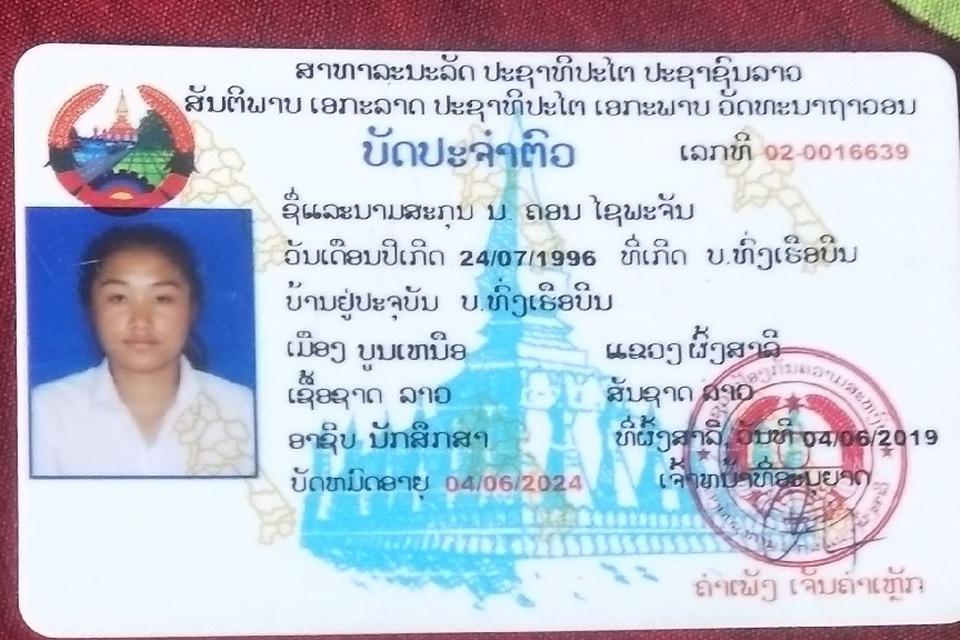 ສາທາລະນະລັດ ປະຊາທິປະໄຕ ປະຊາຊົນລາວ
ສັນຕິພາບ ເອກະລາດ ປະຊາທິປະໄຕ ເອກະພາບ ວັດທະນາຖາວອນ
ບັດປະຈຳຕົວ
ເລກທີ 02-0016639
ຊື່ແລະນາມສະກຸນ ນ. ຄອນ ໄຊພະຈັນ
ວັນເດືອນປີເກີດ 24/07/1996 ທີ່ເກີດ ບ.ທົ່ງເຮືອບິນ
ບ້ານຢູ່ປະຈຸບັນ ບ.ທົ່ງເຮືອບິນ
ເມືອງ ບູນເຫນືອ ແຂວງ ຜົ້ງສາລີ
ເຊື້ອຊາດ ລາວ ສັນຊາດ ລາວ
ອາຊີບ ນັກສຶກສາ ທີ່ຜົ້ງສາລີ, ວັນທີ 04/06/2019
ບັດຫມົດອາຍຸ 04/06/2024 ເຈົ້າຫນ້າທີ່ອະນຸຍາດ
ຄຳເພັງ ເຈັນຄຳເຫຼັກ